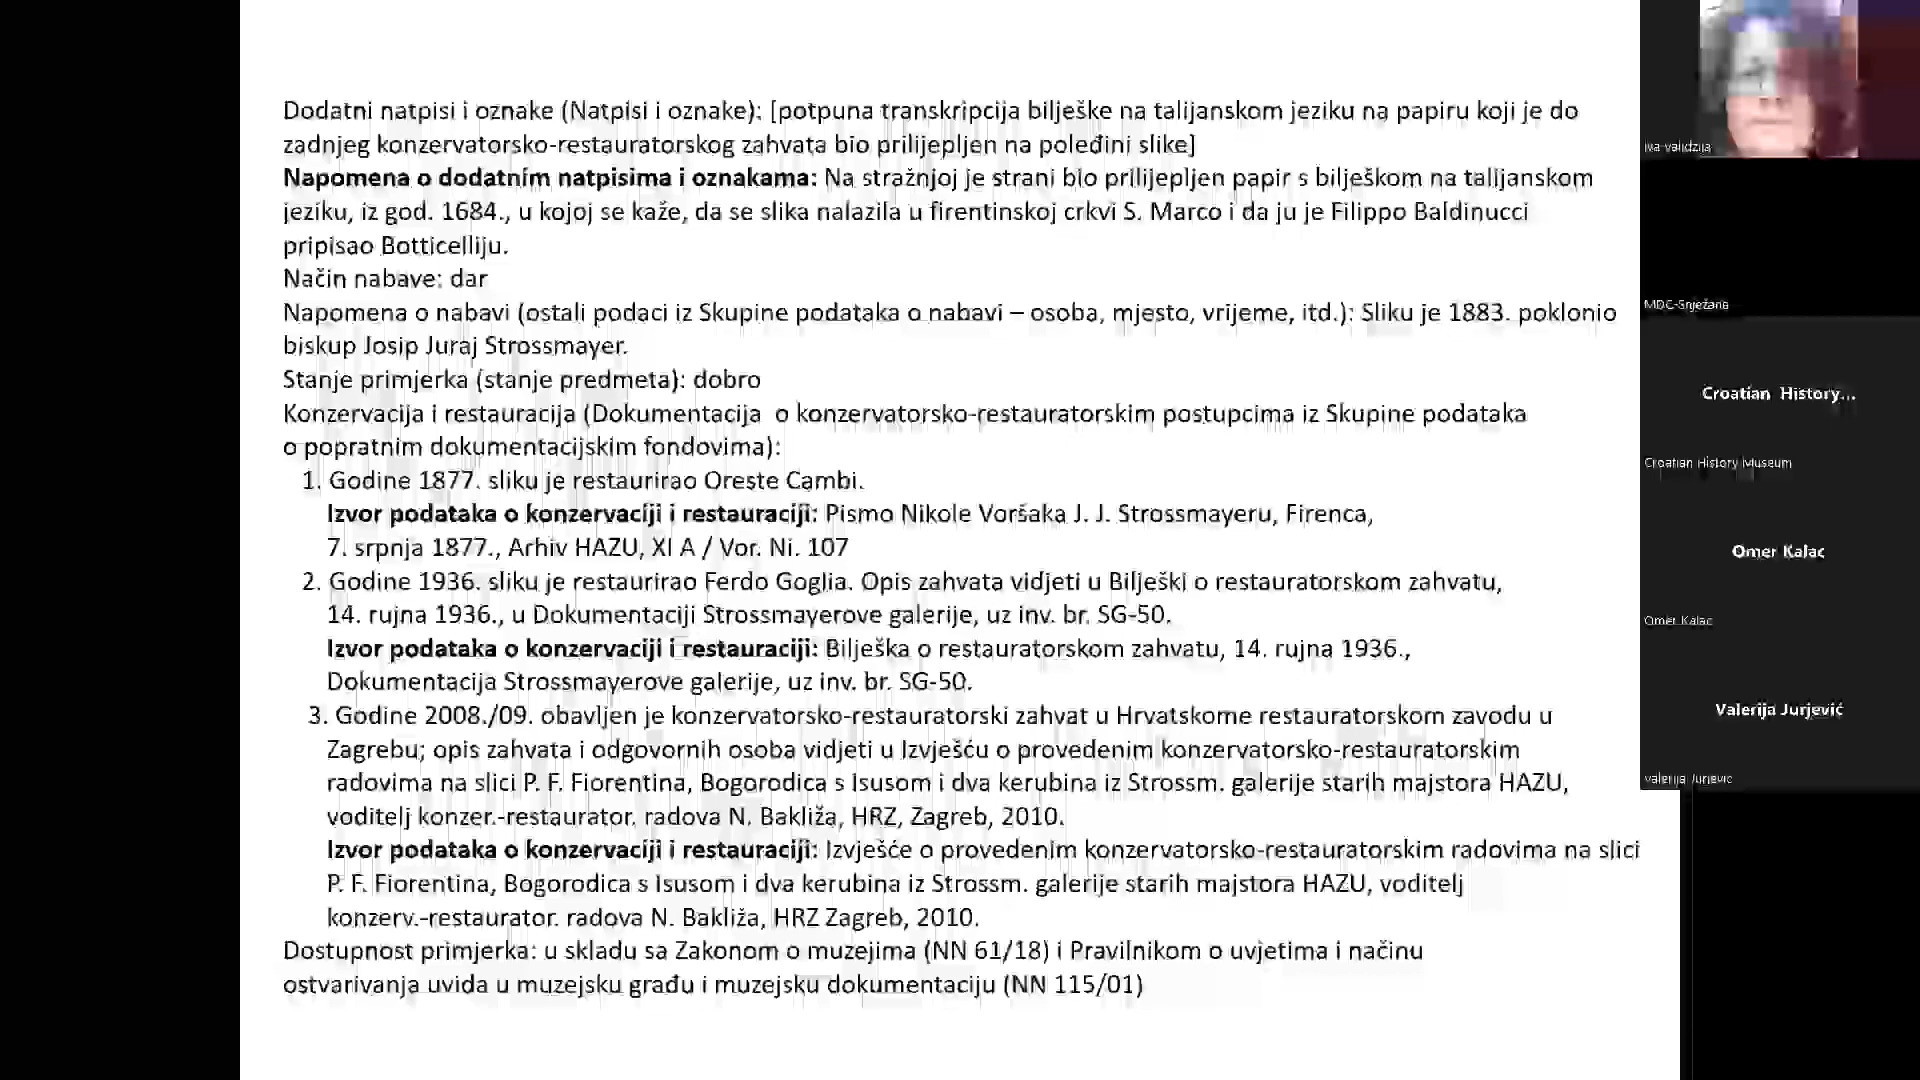 Dodatni natpisi i oznake (Natpisi i oznake): [potpuna transkripcija bilješke na talijanskom jeziku na papiru koji je do
zadnjeg konzervatorsko-restauratorskog zahvata bio prilijepljen na poleđini slike]
Napomena o dodatnim natpisima i oznakama: Na stražnjoj je strani bio prilijepljen papir s bilješkom na talijanskom
jeziku, iz god. 1684., u kojoj se kaže, da se slika nalazila u firentinskoj crkvi S. Marco i da ju je Filippo Baldinucci
pripisao Botticelliju.
Način nabave: dar
Napomena o nabavi (ostali podaci iz Skupine podataka o nabavi – osoba, mjesto, vrijeme, itd.): Sliku je 1883. poklonio
biskup Josip Juraj Strossmayer.
Stanje primjerka (stanje predmeta): dobro
Konzervacija i restauracija (Dokumentacija o konzervatorsko-restauratorskim postupcima iz Skupine podataka
o popratnim dokumentacijskim fondovima):
1. Godine 1877. sliku je restaurirao Oreste Cambi.
Izvor podataka o konzervaciji i restauraciji: Pismo Nikole Voršaka J. J. Strossmayeru, Firenca,
7. srpnja 1877., Arhiv HAZU, XI A / Vor. Ni. 107
2. Godine 1936. sliku je restaurirao Ferdo Goglia. Opis zahvata vidjeti u Bilješki o restauratorskom zahvatu,
14. rujna 1936., u Dokumentaciji Strossmayerove galerije, uz inv. br. SG-50.
Izvor podataka o konzervaciji i restauraciji: Bilješka o restauratorskom zahvatu, 14. rujna 1936.,
Dokumentacija Strossmayerove galerije, uz inv. br. SG-50.
3. Godine 2008./09. obavljen je konzervatorsko-restauratorski zahvat u Hrvatskome restauratorskom zavodu u
Zagrebu; opis zahvata i odgovornih osoba vidjeti u Izvješću o provedenim konzervatorsko-restauratorskim
radovima na slici P. F. Fiorentina, Bogorodica s Isusom i dva kerubina iz Strossm. galerije starih majstora HAZU,
voditelj konzer.-restaurator. radova N. Bakliža, HRZ, Zagreb, 2010.
Izvor podataka o konzervaciji i restauraciji: Izvješće o provedenim konzervatorsko-restauratorskim radovima na slici
P. F. Fiorentina, Bogorodica s Isusom i dva kerubina iz Strossm. galerije starih majstora HAZU, voditelj
konzerv.-restaurator. radova N. Bakliža, HRZ Zagreb, 2010.
Dostupnost primjerka: u skladu sa Zakonom o muzejima (NN 61/18) i Pravilnikom o uvjetima i načinu
ostvarivanja uvida u muzejsku građu i muzejsku dokumentaciju (NN 115/01)
iva-validzija
MDC-Snježana
Croatian History...
Croatian History Museum
Omer Kalac
Omer Kalac
Valerija Jurjević
Valerija Jurjević